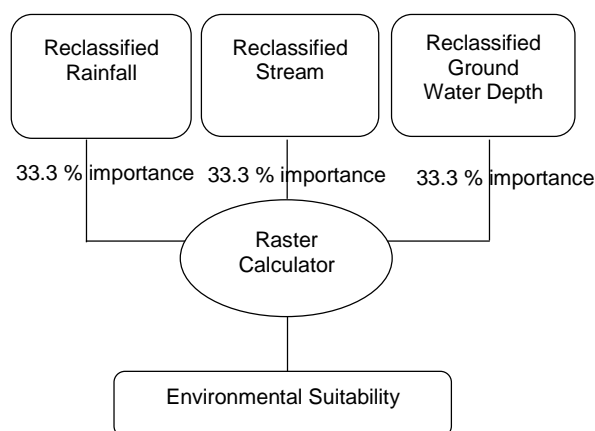 Reclassified
Rainfall
Reclassified
Stream
Reclassified
Ground
Water Depth
33.3 % importance
33.3 % importance
33.3 % importance
Raster
Calculator
Environmental Suitability